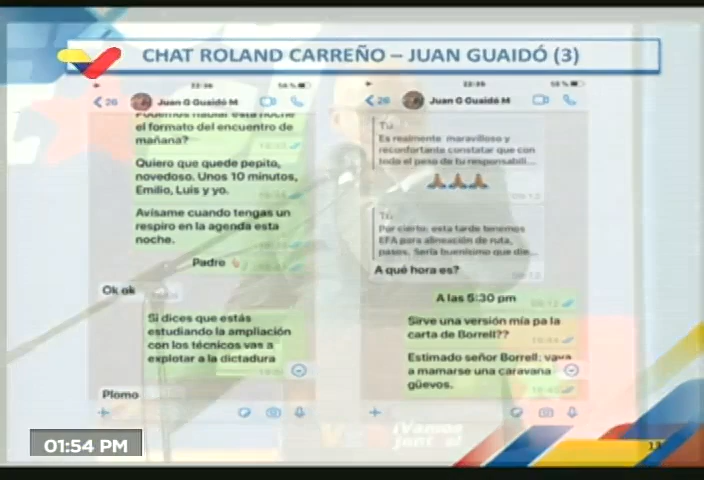 CHAT ROLAND CARREÑO – JUAN GUAIDÓ (3)
26
Juan G Guaidó M
el formato del encuentro de
mañana?
Quiero que quede pepito,
novedoso. Unos 10 minutos,
Emilio, Luis y yo.
Avísame cuando tengas un
respiro en la agenda esta
noche.
Padre
Ok ok
Si dices que estás
estudiando la ampliación
con los técnicos vas a
explotar a la dictadura
Plomo
26
Juan G Guaidó M
Tú
Es realmente maravilloso y
reconfortante constatar que con
todo el peso de tu responsabili...
🙏🙏🙏
Tú
Por cierto: esta tarde tenemos
EFA para alineación de ruta,
pasos. Sería buenísimo que die...
A qué hora es?
A las 5:30 pm
Sirve una versión mía pa la
carta de Borrell??
Estimado señor Borrell: vaya
a mamarse una caravana
güevos.
¡Vamos
01:54 PM